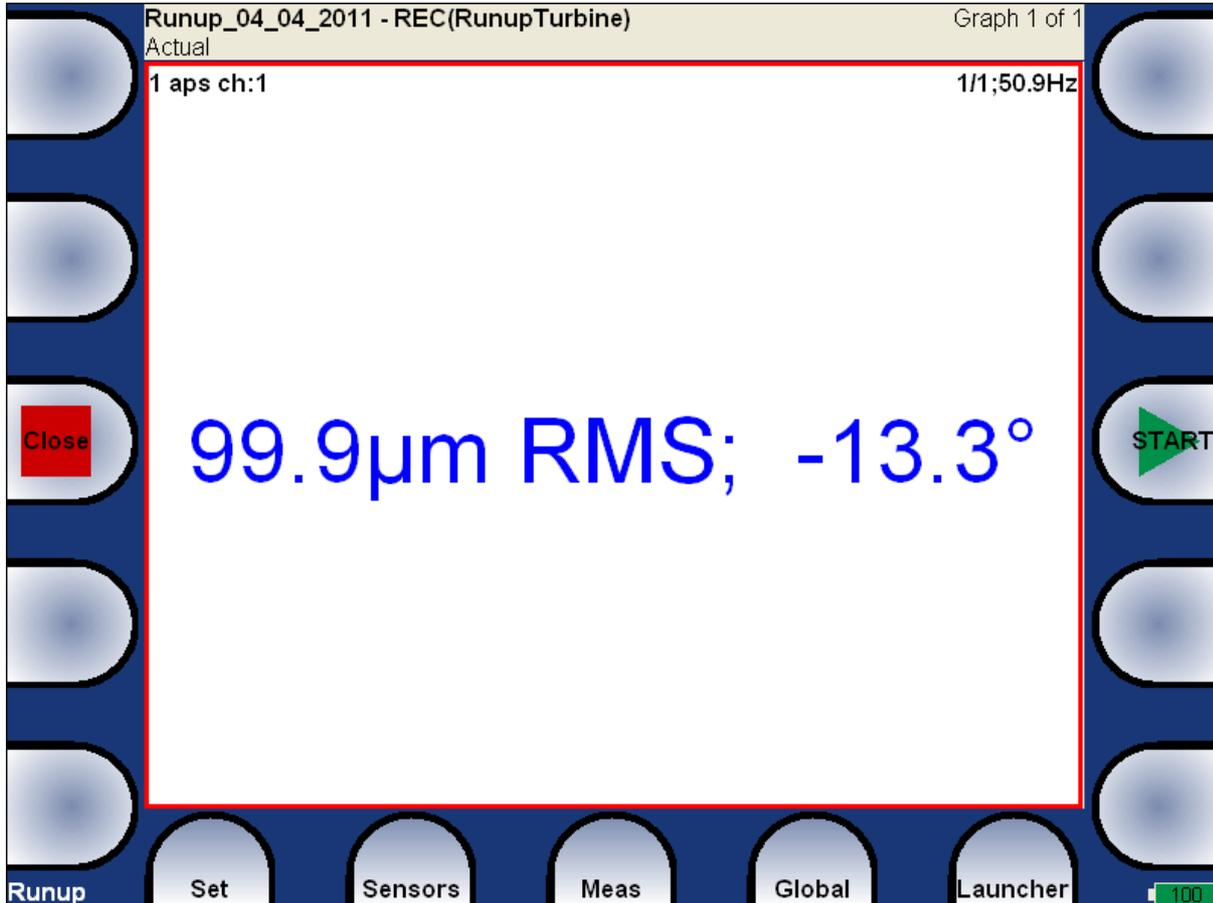 Runup_04_04_2011 - REC(RunupTurbine)
Graph 1 of 1
Actual
1 aps ch:1
1/1;50.9Hz
Close
99.9µm RMS; -13.3°
START
Runup
Set
Sensors
Meas
Global
Launcher
100